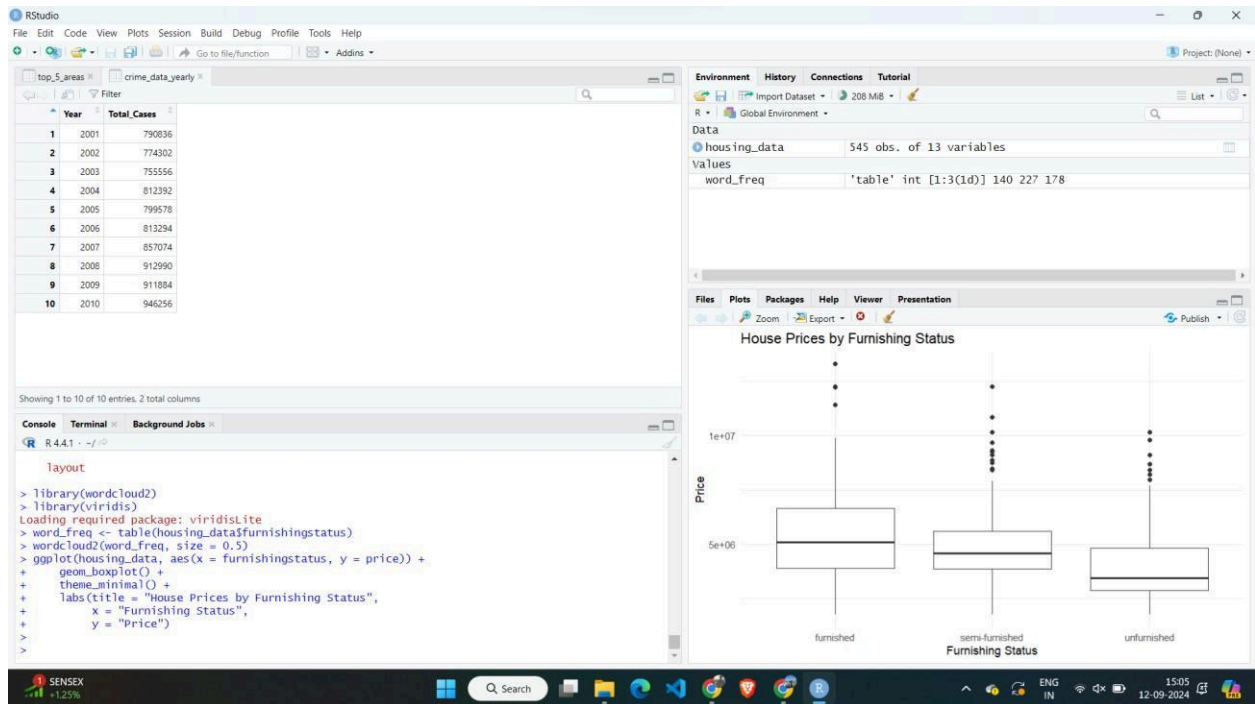 RStudio
File Edit Code View Plots Session Build Debug Profile Tools Help
Go to file/function Addins Project: (None)
top_5_areas crime_data_yearly
Filter
Year Total_Cases
1 2001 790836
2 2002 774302
3 2003 755556
4 2004 812392
5 2005 799578
6 2006 813294
7 2007 857074
8 2008 912990
9 2009 911884
10 2010 946256
Showing 1 to 10 of 10 entries, 2 total columns
Console Terminal Background Jobs
R R 4.4.1 · ~/
layout
> library(wordcloud2)
> library(viridis)
Loading required package: viridisLite
> word_freq <- table(housing_data$furnishingstatus)
> wordcloud2(word_freq, size = 0.5)
> ggplot(housing_data, aes(x = furnishingstatus, y = price)) +
+ geom_boxplot() +
+ theme_minimal() +
+ labs(title = "House Prices by Furnishing Status",
+ x = "Furnishing Status",
+ y = "Price")
>
>
Environment History Connections Tutorial
Import Dataset 208 MiB List
R Global Environment
Data
housing_data 545 obs. of 13 variables
Values
word_freq 'table' int [1:3(1d)] 140 227 178
Files Plots Packages Help Viewer Presentation
Zoom Export Publish
House Prices by Furnishing Status
1e+07
Price
5e+06
furnished semi-furnished unfurnished
Furnishing Status
1 SENSEX
+1.25%
Search
ENG
IN
15:05
12-09-2024
PRE